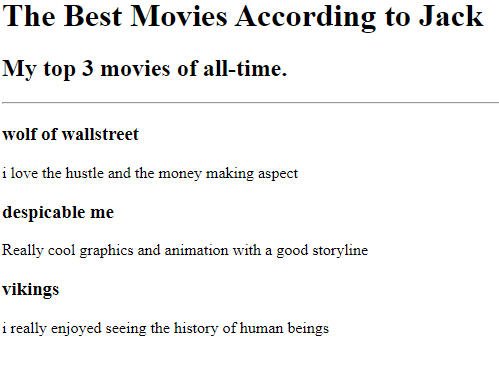 The Best Movies According to Jack
My top 3 movies of all-time.
wolf of wallstreet
i love the hustle and the money making aspect
despicable me
Really cool graphics and animation with a good storyline
vikings
i really enjoyed seeing the history of human beings